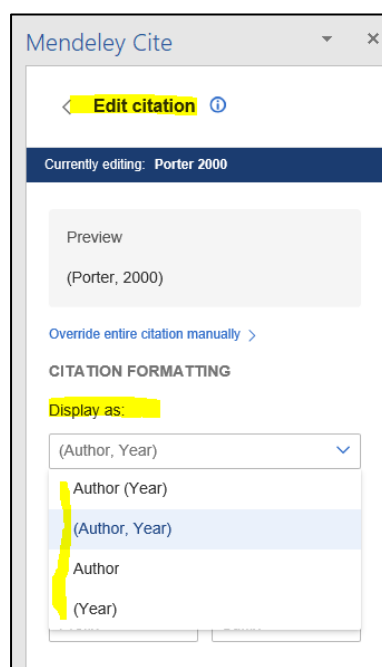 Mendeley Cite
Edit citation
Currently editing: Porter 2000
Preview
(Porter, 2000)
Override entire citation manually >
CITATION FORMATTING
Display as:
(Author, Year)
Author (Year)
(Author, Year)
Author
(Year)